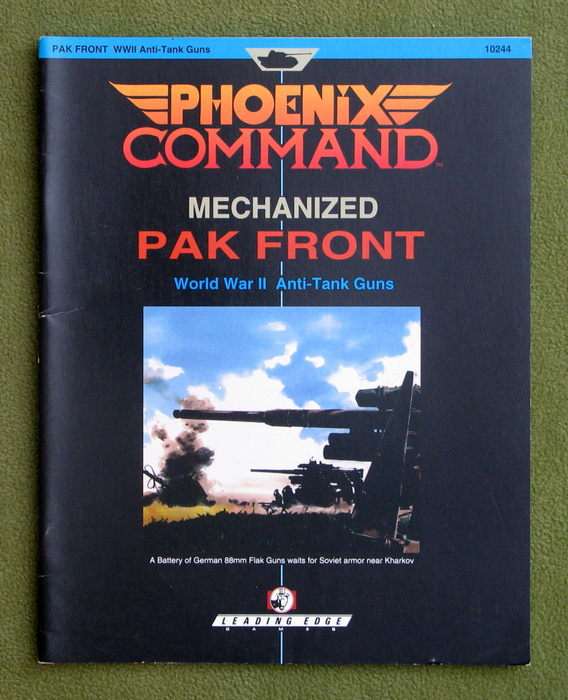 PAK FRONT WWII Anti-Tank Guns 10244
PHOENiX
COMMAND™
MECHANIZED
PAK FRONT
World War II Anti-Tank Guns
A Battery of German 88mm Flak Guns waits for Soviet armor near Kharkov
LEADING EDGE
GAMES